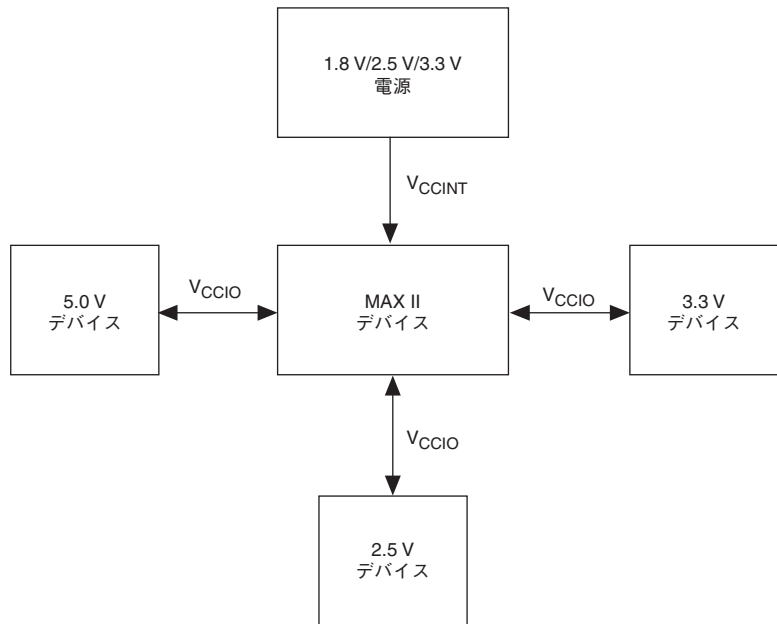 1.8 V/2.5 V/3.3 V
電源
VCCINT
5.0 V
デバイス
VCCIO
MAX II
デバイス
VCCIO
3.3 V
デバイス
VCCIO
2.5 V
デバイス